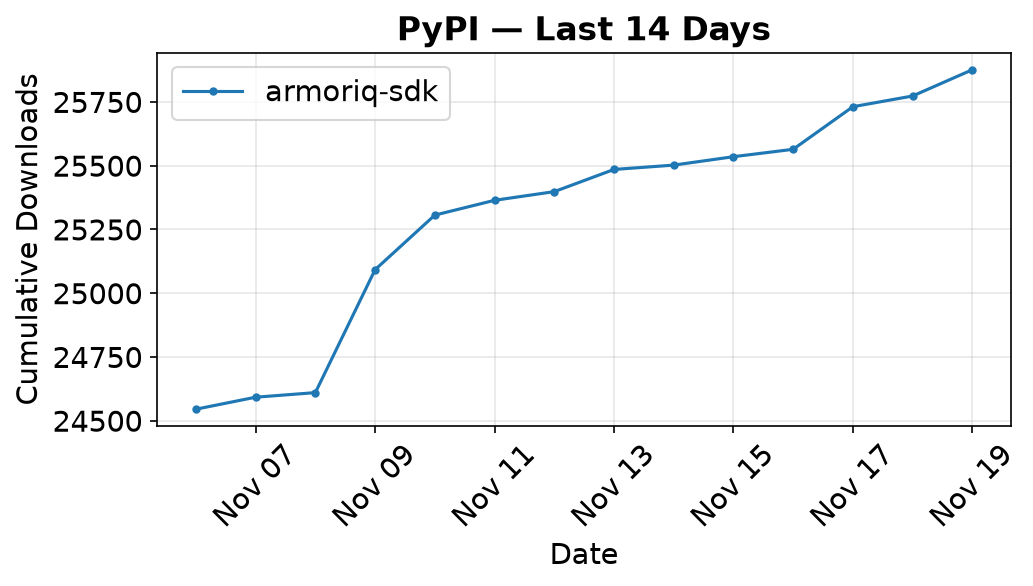 PyPI — Last 14 Days
armoriq-sdk
Cumulative Downloads
25750
25500
25250
25000
24750
24500
Nov 07
Nov 09
Nov 11
Nov 13
Nov 15
Nov 17
Nov 19
Date